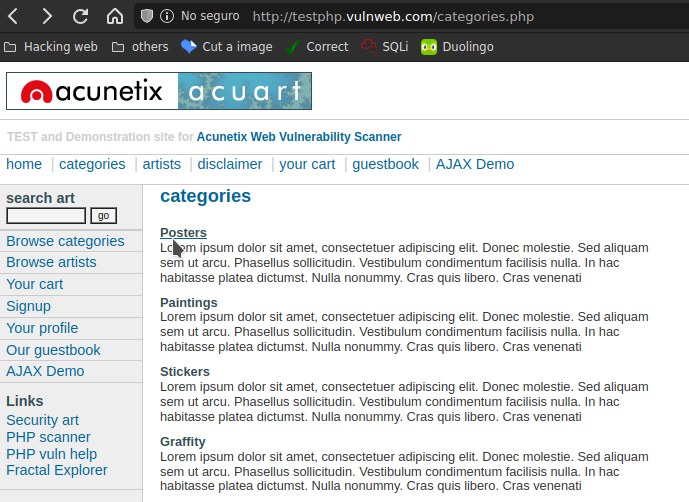 No seguro http://testphp.vulnweb.com/categories.php
Hacking web others Cut a image Correct SQLi Duolingo
acunetix acuart
TEST and Demonstration site for Acunetix Web Vulnerability Scanner
home | categories | artists | disclaimer | your cart | guestbook | AJAX Demo
search art
go
Browse categories
Browse artists
Your cart
Signup
Your profile
Our guestbook
AJAX Demo
Links
Security art
PHP scanner
PHP vuln help
Fractal Explorer
categories
Posters
Lorem ipsum dolor sit amet, consectetuer adipiscing elit. Donec molestie. Sed aliquam
sem ut arcu. Phasellus sollicitudin. Vestibulum condimentum facilisis nulla. In hac
habitasse platea dictumst. Nulla nonummy. Cras quis libero. Cras venenati
Paintings
Lorem ipsum dolor sit amet, consectetuer adipiscing elit. Donec molestie. Sed aliquam
sem ut arcu. Phasellus sollicitudin. Vestibulum condimentum facilisis nulla. In hac
habitasse platea dictumst. Nulla nonummy. Cras quis libero. Cras venenati
Stickers
Lorem ipsum dolor sit amet, consectetuer adipiscing elit. Donec molestie. Sed aliquam
sem ut arcu. Phasellus sollicitudin. Vestibulum condimentum facilisis nulla. In hac
habitasse platea dictumst. Nulla nonummy. Cras quis libero. Cras venenati
Graffity
Lorem ipsum dolor sit amet, consectetuer adipiscing elit. Donec molestie. Sed aliquam
sem ut arcu. Phasellus sollicitudin. Vestibulum condimentum facilisis nulla. In hac
habitasse platea dictumst. Nulla nonummy. Cras quis libero. Cras venenati